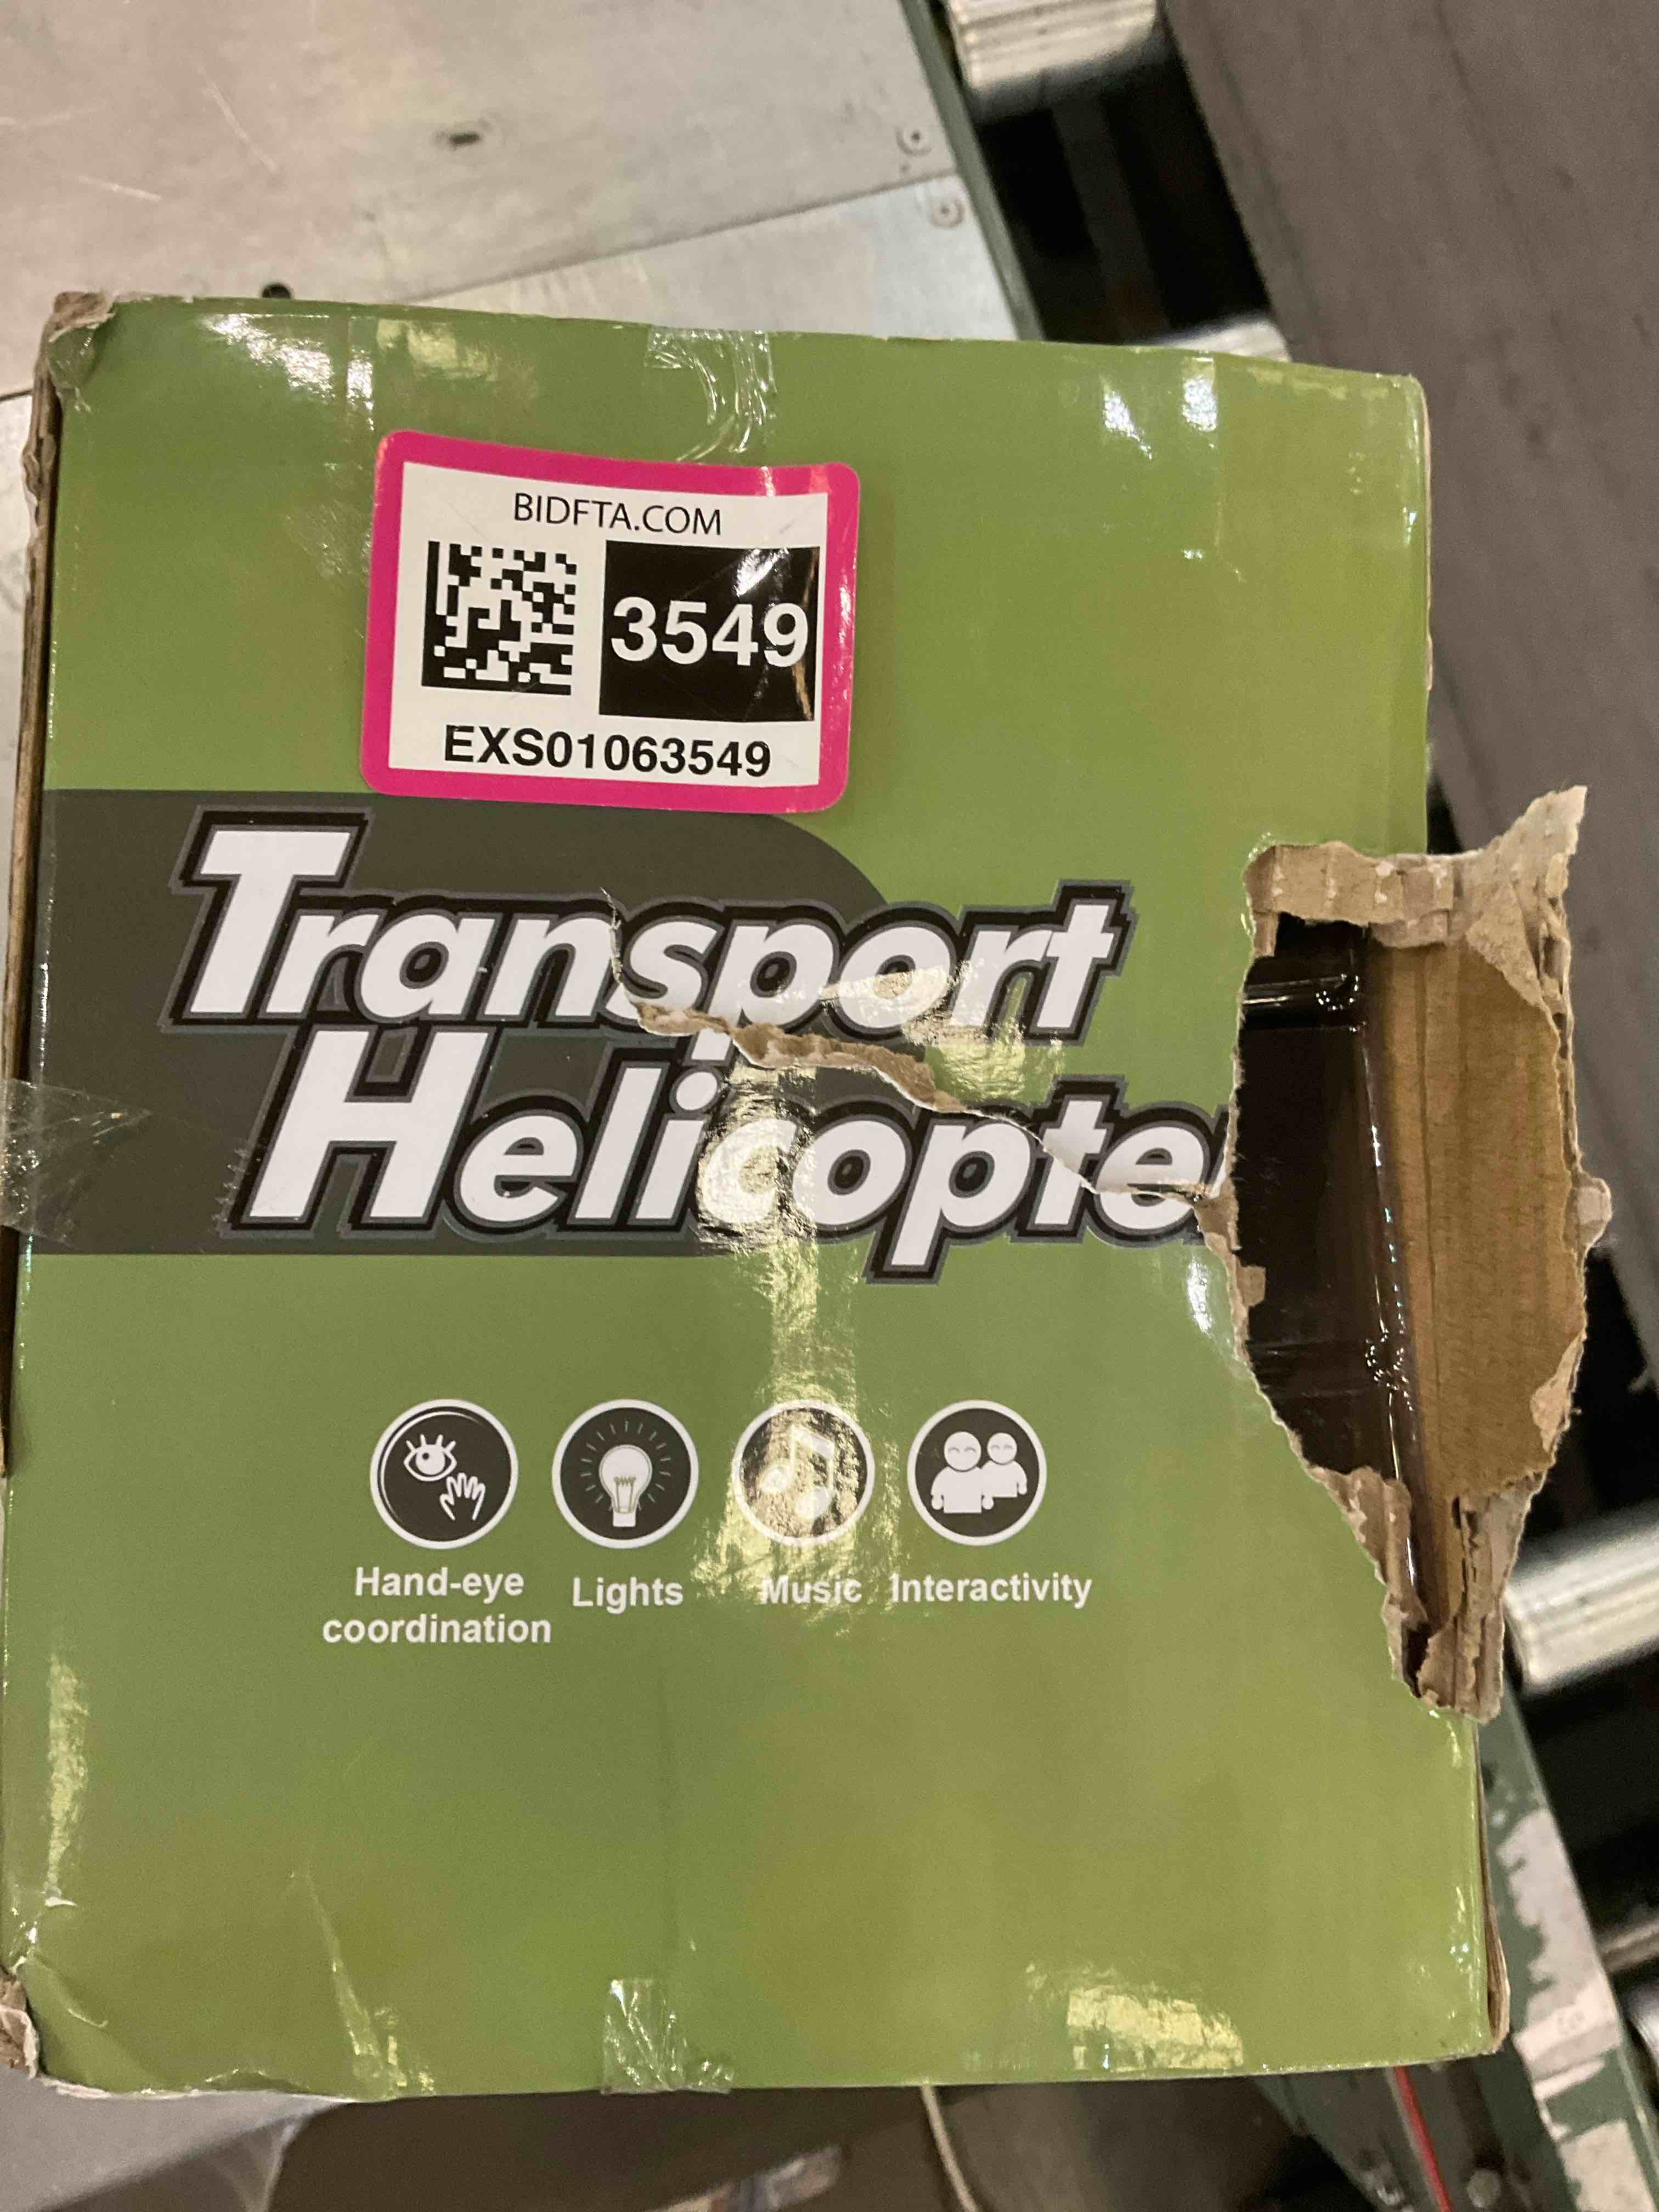 BIDFTA.COM
3549
EXS01063549
Transport
Helicopte
Hand-eye
coordination
Lights
Music
Interactivity